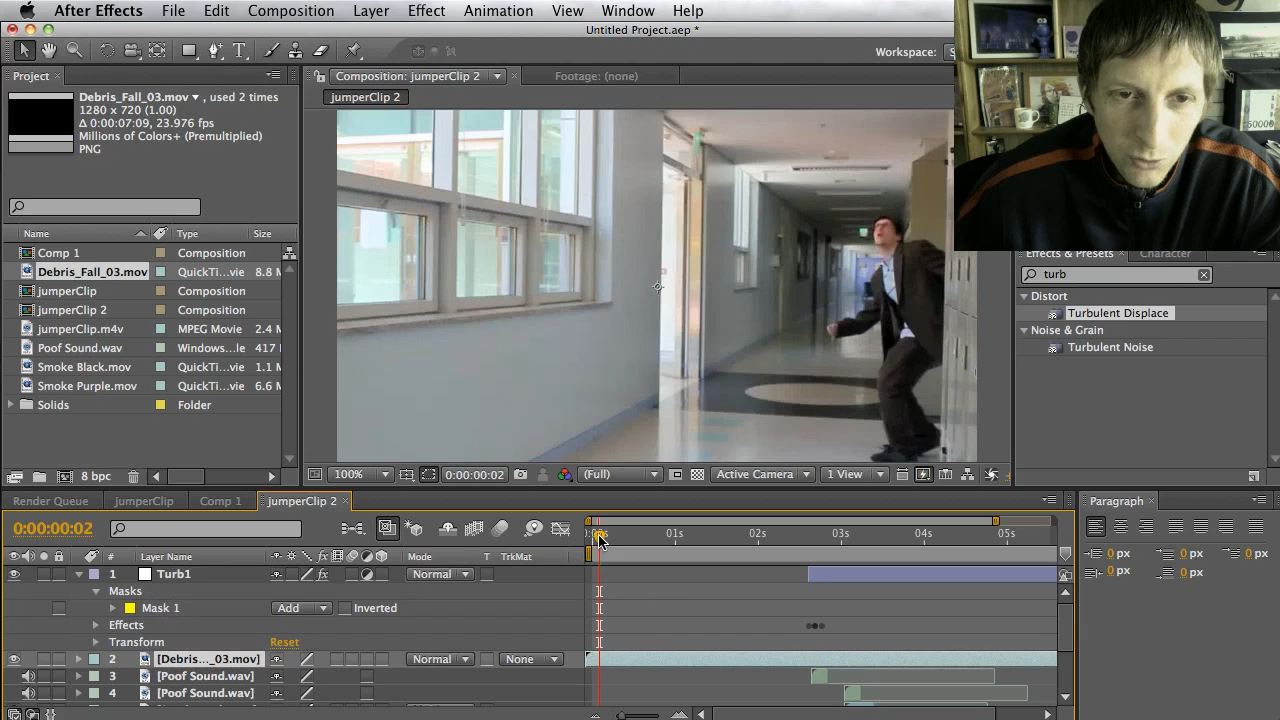 After Effects File Edit Composition Layer Effect Animation View Window Help
Untitled Project.aep *
Workspace: S
Project
Composition: jumperClip 2
Footage: (none)
jumperClip 2
Debris_Fall_03.mov , used 2 times
1280 x 720 (1.00)
Δ 0:00:07:09, 23.976 fps
Millions of Colors+ (Premultiplied)
PNG
50000
Name Type Size
Comp 1 Composition
Debris_Fall_03.mov QuickTi...vie 8.8 M
jumperClip Composition
jumperClip 2 Composition
jumperClip.m4v MPEG Movie 2.4 M
Poof Sound.wav Windows...le 417 I
Smoke Black.mov QuickTi...vie 1.1 M
Smoke Purple.mov QuickTi...vie 6.6 M
Solids Folder
8 bpc
Effects & Presets Character
turb
Distort
Turbulent Displace
Noise & Grain
Turbulent Noise
100% 0:00:00:02 (Full) Active Camera 1 View
Render Queue jumperClip Comp 1 jumperClip 2
Paragraph
0:00:00:02
01s 02s 03s 04s 05s
# Layer Name Mode T TrkMat
1 Turb1 Normal
Masks
Mask 1 Add Inverted
Effects
Transform Reset
2 [Debris..._03.mov] Normal None
3 [Poof Sound.wav]
4 [Poof Sound.wav]
0 px 0 px 0 px
0 px 0 px